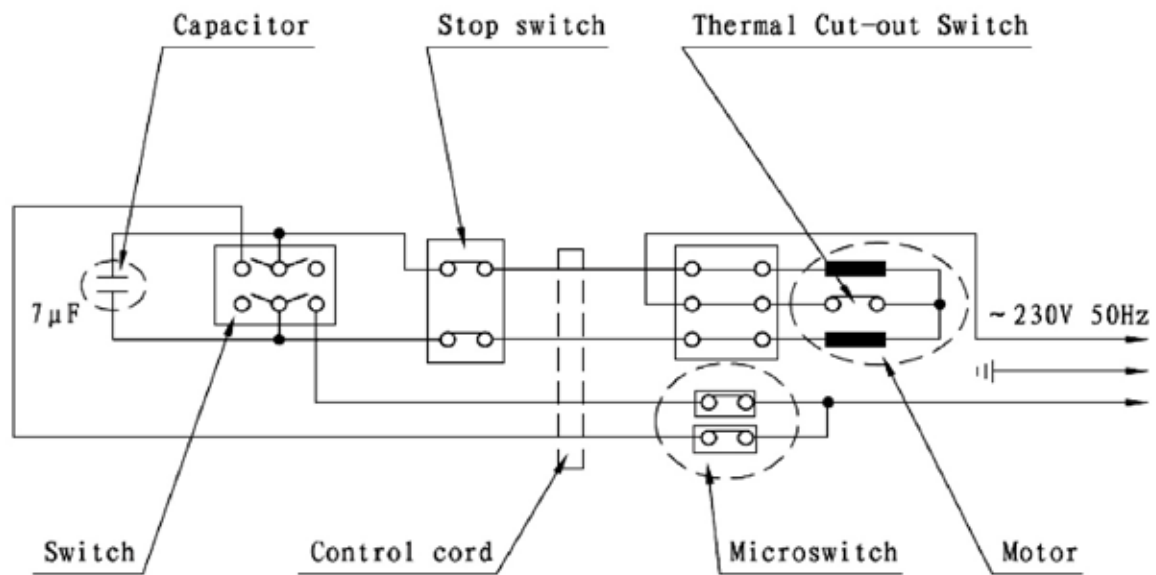 Capacitor
Stop switch
Thermal Cut-out Switch
7μF
~230V 50Hz
Switch
Control cord
Microswitch
Motor